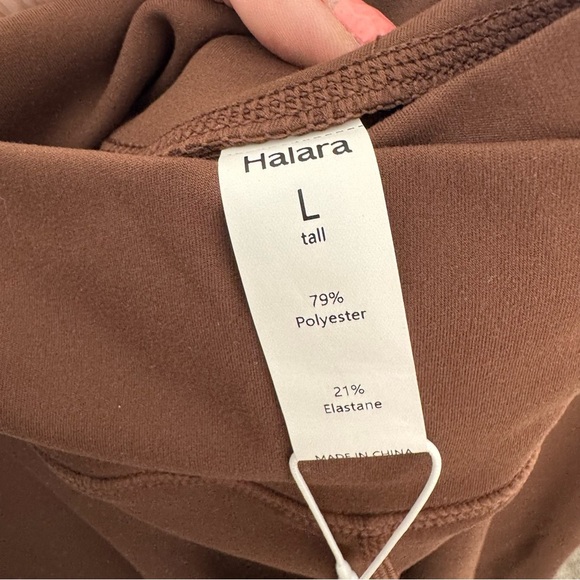 Halara
L
tall
79%
Polyester
21%
Elastane
MADE IN CHINA